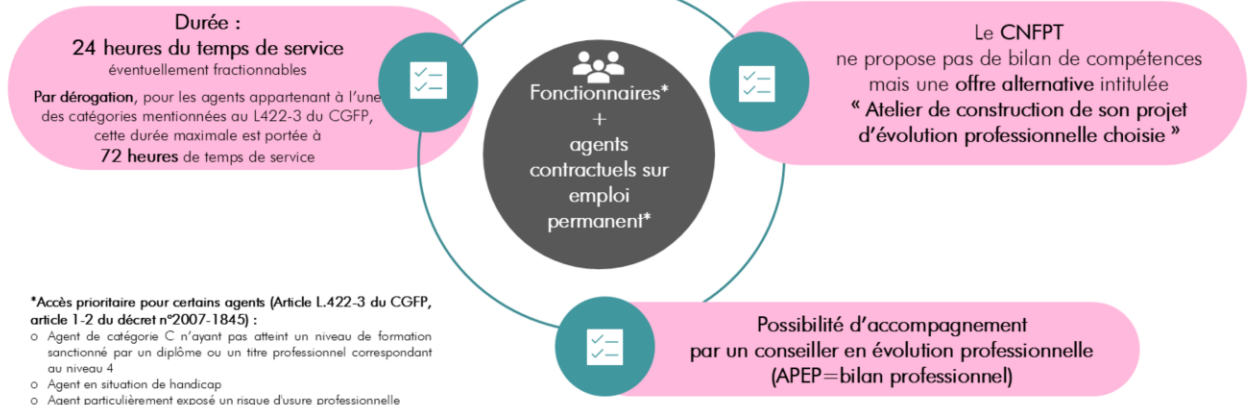 Durée :
24 heures du temps de service
éventuellement fractionnables
Par dérogation, pour les agents appartenant à l'une
des catégories mentionnées au L422-3 du CGFP,
cette durée maximale est portée à
72 heures de temps de service
Fonctionnaires*
+
agents
contractuels sur
emploi
permanent*
Le CNFPT
ne propose pas de bilan de compétences
mais une offre alternative intitulée
« Atelier de construction de son projet
d'évolution professionnelle choisie »
*Accès prioritaire pour certains agents (Article L.422-3 du CGFP,
article 1-2 du décret n°2007-1845) :
o Agent de catégorie C n'ayant pas atteint un niveau de formation
sanctionné par un diplôme ou un titre professionnel correspondant
au niveau 4
o Agent en situation de handicap
o Agent particulièrement exposé un risque d'usure professionnelle
Possibilité d'accompagnement
par un conseiller en évolution professionnelle
(APEP=bilan professionnel)